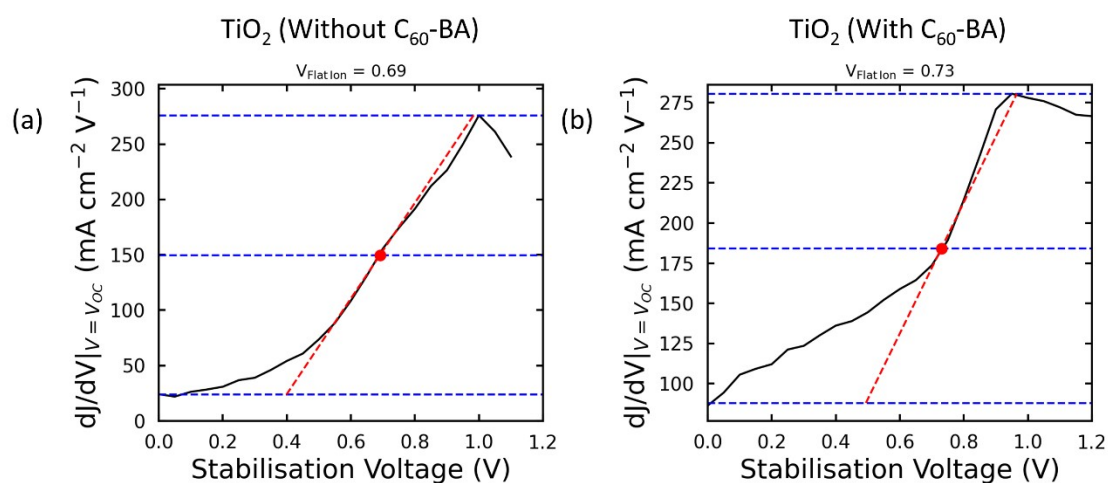 TiO₂ (Without C₆₀-BA)
V_Flat Ion = 0.69
(a)
300
250
200
150
100
50
0
dJ/dV|V = VOC (mA cm⁻² V⁻¹)
0.0 0.2 0.4 0.6 0.8 1.0 1.2
Stabilisation Voltage (V)
TiO₂ (With C₆₀-BA)
V_Flat Ion = 0.73
(b)
275
250
225
200
175
150
125
100
dJ/dV|V = VOC (mA cm⁻² V⁻¹)
0.0 0.2 0.4 0.6 0.8 1.0 1.2
Stabilisation Voltage (V)